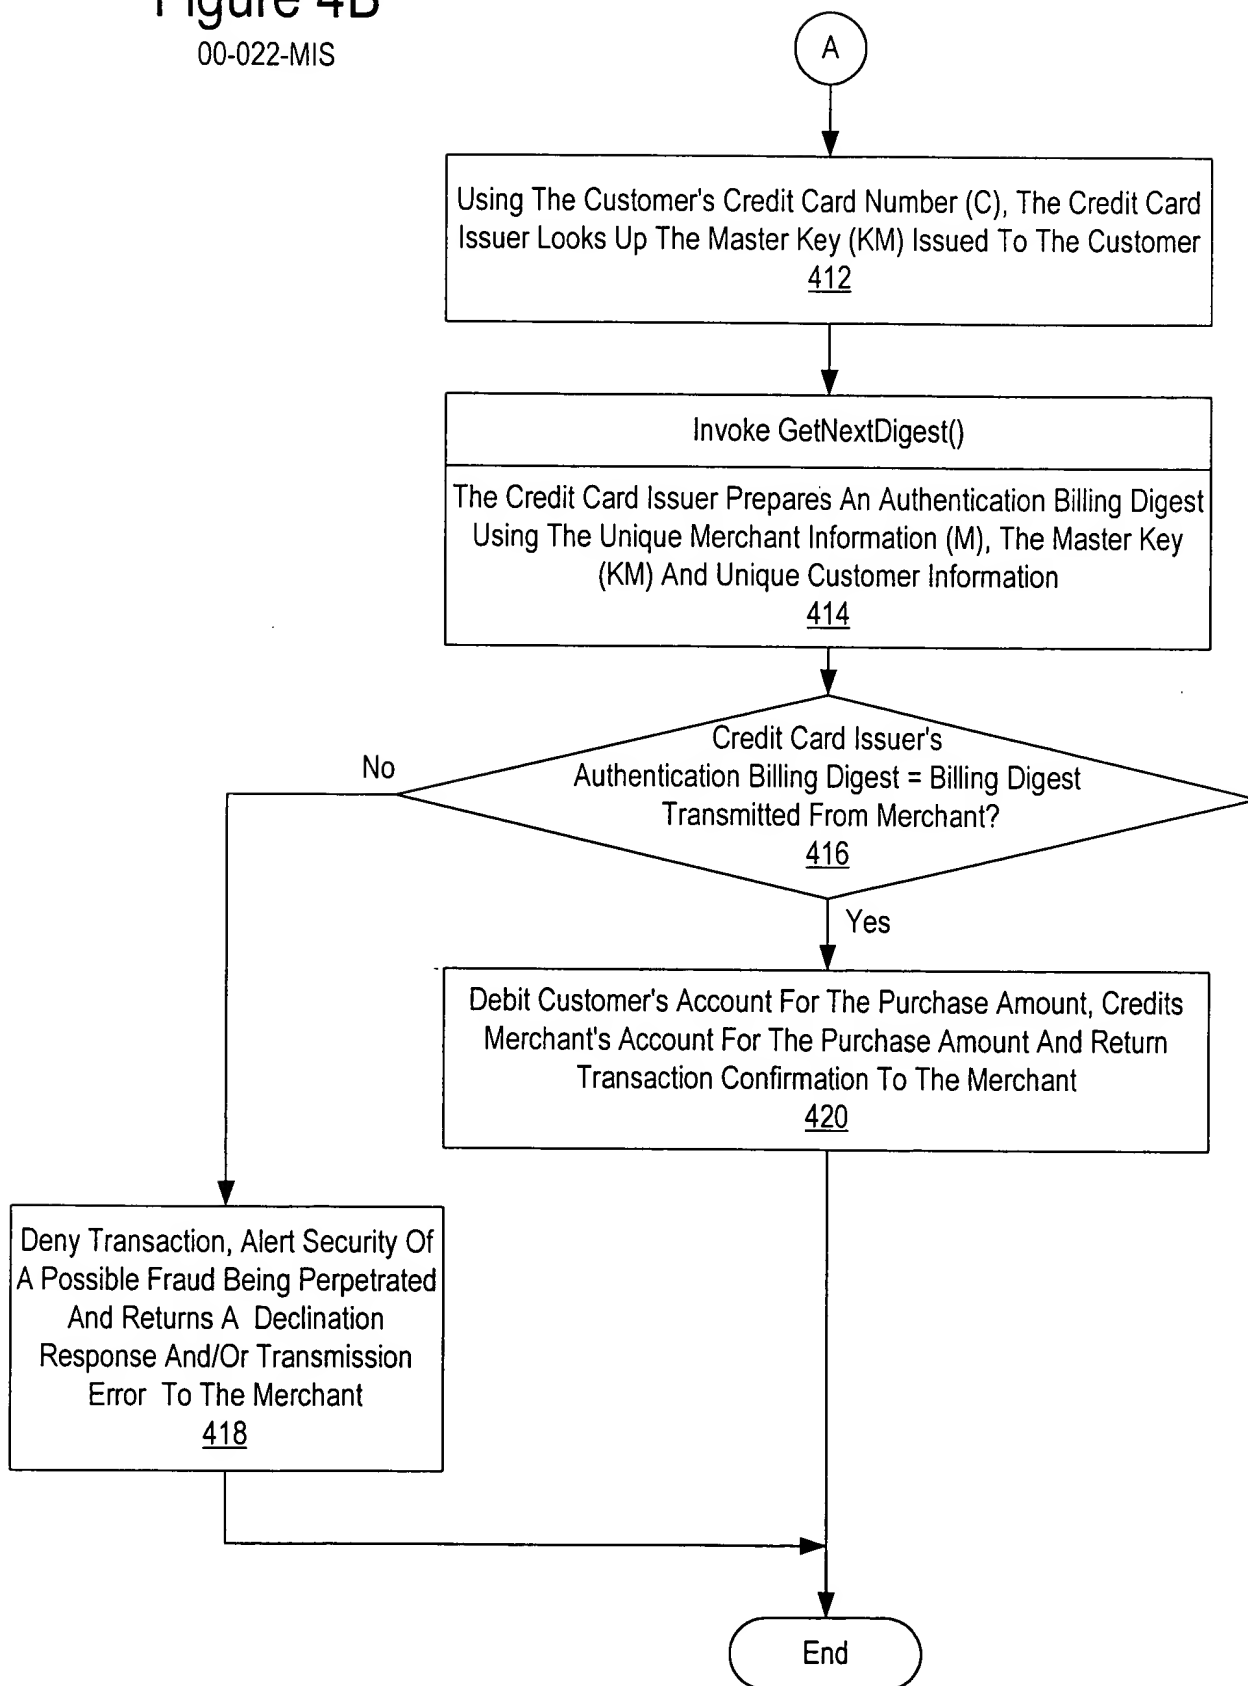 Figure 4B
00-022-MIS
A
Using The Customer's Credit Card Number (C), The Credit Card
Issuer Looks Up The Master Key (KM) Issued To The Customer
412
Invoke GetNextDigest()
The Credit Card Issuer Prepares An Authentication Billing Digest
Using The Unique Merchant Information (M), The Master Key
(KM) And Unique Customer Information
414
Credit Card Issuer's
Authentication Billing Digest = Billing Digest
Transmitted From Merchant?
416
No
Yes
Debit Customer's Account For The Purchase Amount, Credits
Merchant's Account For The Purchase Amount And Return
Transaction Confirmation To The Merchant
420
Deny Transaction, Alert Security Of
A Possible Fraud Being Perpetrated
And Returns A Declination
Response And/Or Transmission
Error To The Merchant
418
End